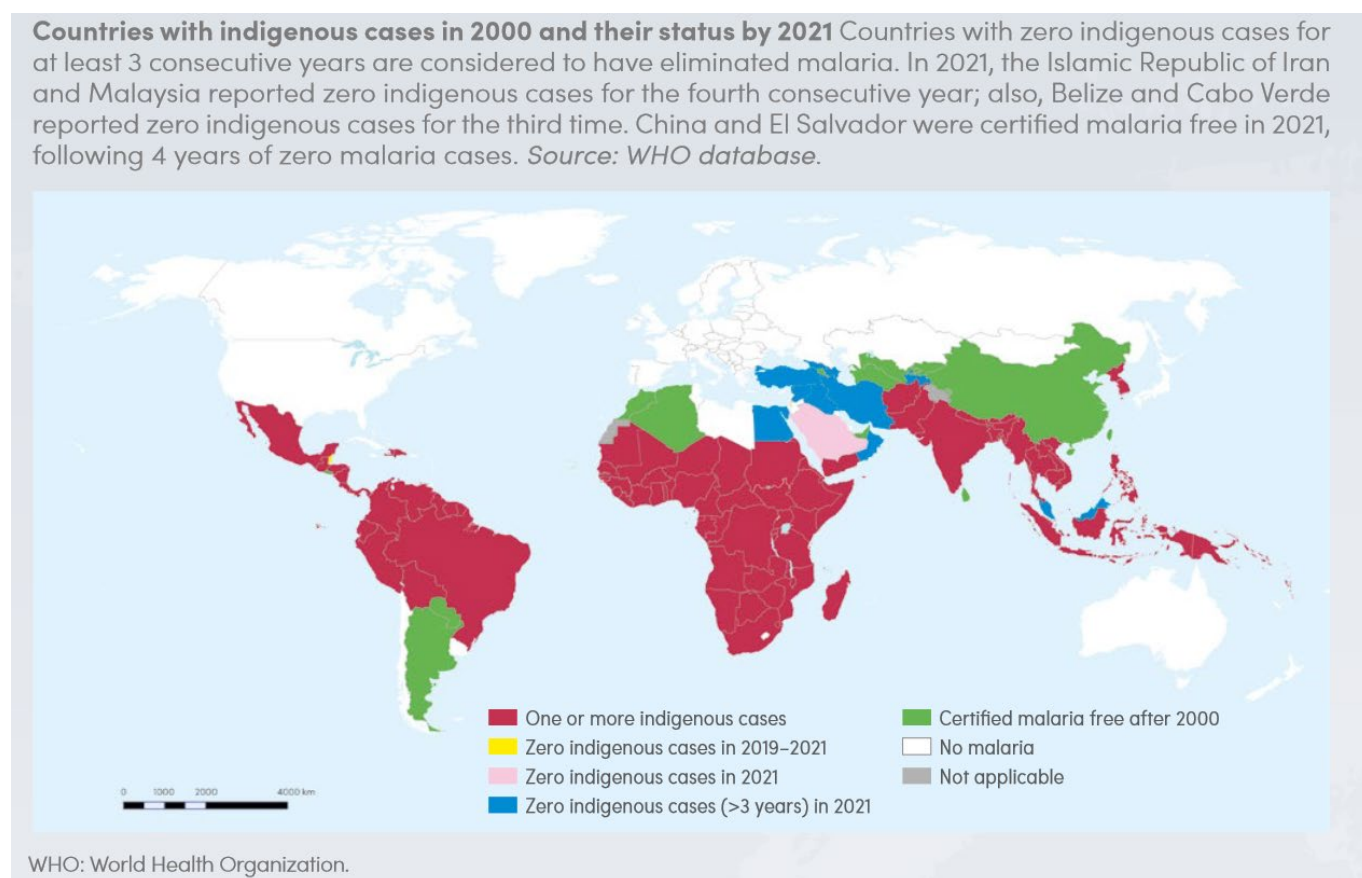 Countries with indigenous cases in 2000 and their status by 2021 Countries with zero indigenous cases for
at least 3 consecutive years are considered to have eliminated malaria. In 2021, the Islamic Republic of Iran
and Malaysia reported zero indigenous cases for the fourth consecutive year; also, Belize and Cabo Verde
reported zero indigenous cases for the third time. China and El Salvador were certified malaria free in 2021,
following 4 years of zero malaria cases. Source: WHO database.
One or more indigenous cases
Zero indigenous cases in 2019–2021
Zero indigenous cases in 2021
Zero indigenous cases (>3 years) in 2021
Certified malaria free after 2000
No malaria
Not applicable
0 1000 2000 4000 km
WHO: World Health Organization.